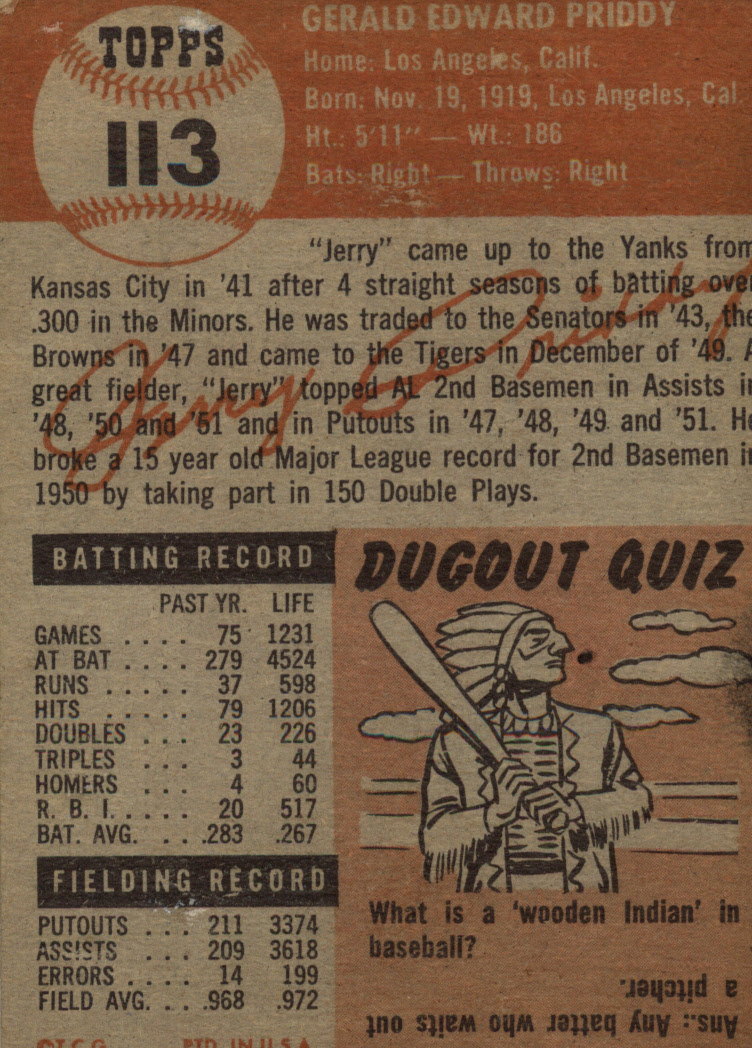 TOPPS
113
GERALD EDWARD PRIDDY
Home: Los Angeles, Calif.
Born: Nov. 19, 1919, Los Angeles, Cal.
Ht.: 5'11" — Wt.: 186
Bats: Right — Throws: Right
"Jerry" came up to the Yanks from
Kansas City in '41 after 4 straight seasons of batting over
.300 in the Minors. He was traded to the Senators in '43, the
Browns in '47 and came to the Tigers in December of '49. A
great fielder, "Jerry" topped AL 2nd Basemen in Assists in
'48, '50 and '51 and in Putouts in '47, '48, '49 and '51. He
broke a 15 year old Major League record for 2nd Basemen in
1950 by taking part in 150 Double Plays.
Jerry Priddy
BATTING RECORD
PAST YR. LIFE
GAMES . . . . 75 1231
AT BAT . . . . 279 4524
RUNS . . . . . 37 598
HITS . . . . . 79 1206
DOUBLES . . . 23 226
TRIPLES . . . 3 44
HOMERS . . . 4 60
R. B. I. . . . . 20 517
BAT. AVG. . . .283 .267
FIELDING RECORD
PUTOUTS . . . 211 3374
ASSISTS . . . 209 3618
ERRORS . . . . 14 199
FIELD AVG. . . .968 .972
©T.C.G. PTD. IN U.S.A.
DUGOUT QUIZ
What is a 'wooden Indian' in
baseball?
Ans.: Any batter who waits out
a pitcher.